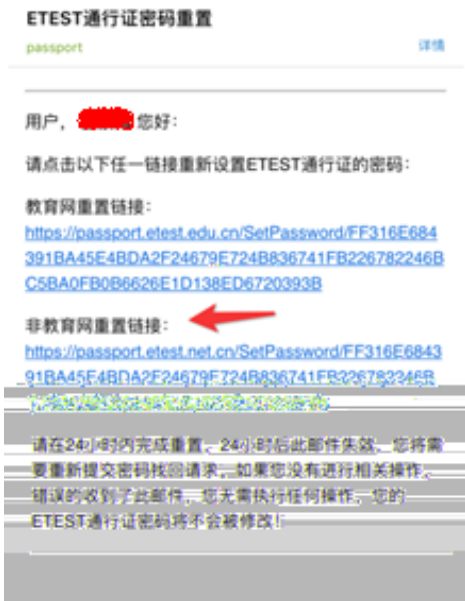 ETEST通行证密码重置
passport 详情
用户, 您好:
请点击以下任一链接重新设置ETEST通行证的密码:
教育网重置链接:
https://passport.etest.edu.cn/SetPassword/FF316E684
391BA45E4BDA2F24679E724B836741FB226782246B
C5BA0FB0B6626E1D138ED6720393B
非教育网重置链接:
https://passport.etest.net.cn/SetPassword/FF316E6843
91BA45E4BDA2F24679E724B836741FB226782246B
请在24小时内完成重置, 24小时后此邮件失效, 您将需
要重新提交密码找回请求。如果您没有进行相关操作,
错误的收到了此邮件, 您无需执行任何操作, 您的
ETEST通行证密码将不会被修改!